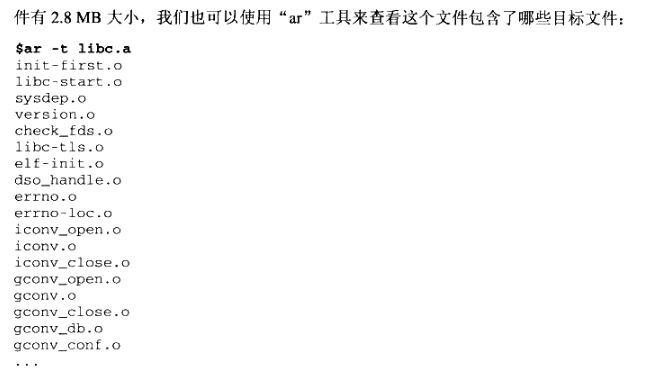 件有 2.8 MB 大小，我们也可以使用“ar”工具来查看这个文件包含了哪些目标文件：
$ar -t libc.a
init-first.o
libc-start.o
sysdep.o
version.o
check_fds.o
libc-tls.o
elf-init.o
dso_handle.o
errno.o
errno-loc.o
iconv_open.o
iconv.o
iconv_close.o
gconv_open.o
gconv.o
gconv_close.o
gconv_db.o
gconv_conf.o
...